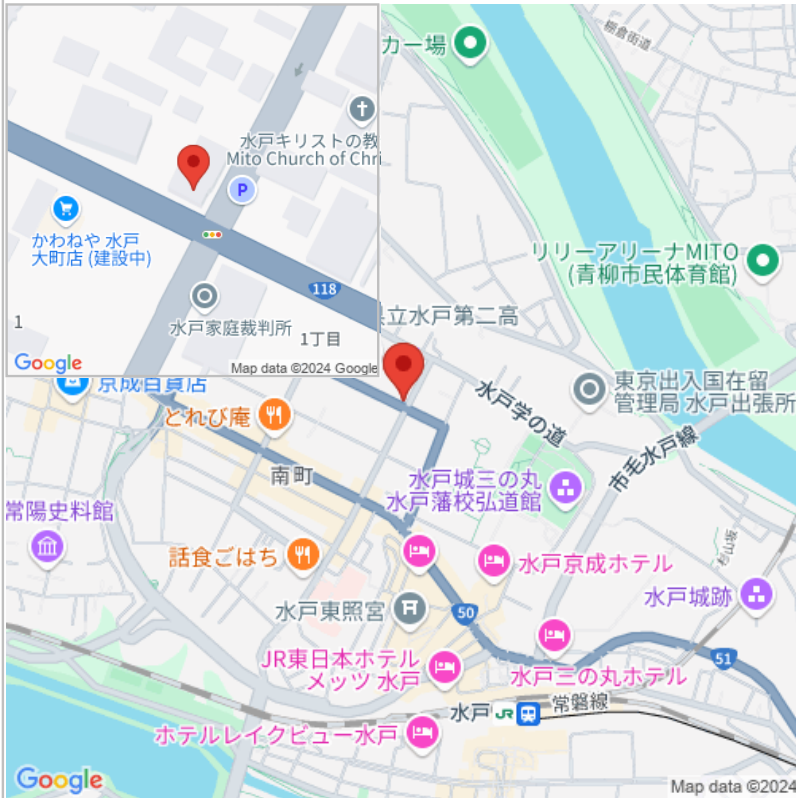 水戸キリストの教
Mito Church of Chri
P
かわねや 水戸
大町店 (建設中)
118
水戸家庭裁判所
1
1丁目
Google
Map data ©2024 Google
カー場
棚倉街道
リリーアリーナMITO
(青柳市民体育館)
立水戸第二高
東京出入国在留
管理局 水戸出張所
水戸学の道
京成百貨店
とれび庵
市毛水戸線
南町
水戸城三の丸
水戸藩校弘道館
常陽史料館
杉山坂
話食ごはち
水戸京成ホテル
水戸城跡
水戸東照宮
50
51
JR東日本ホテル
メッツ 水戸
水戸三の丸ホテル
水戸
JR
常磐線
ホテルレイクビュー水戸
Google
Map data ©2024